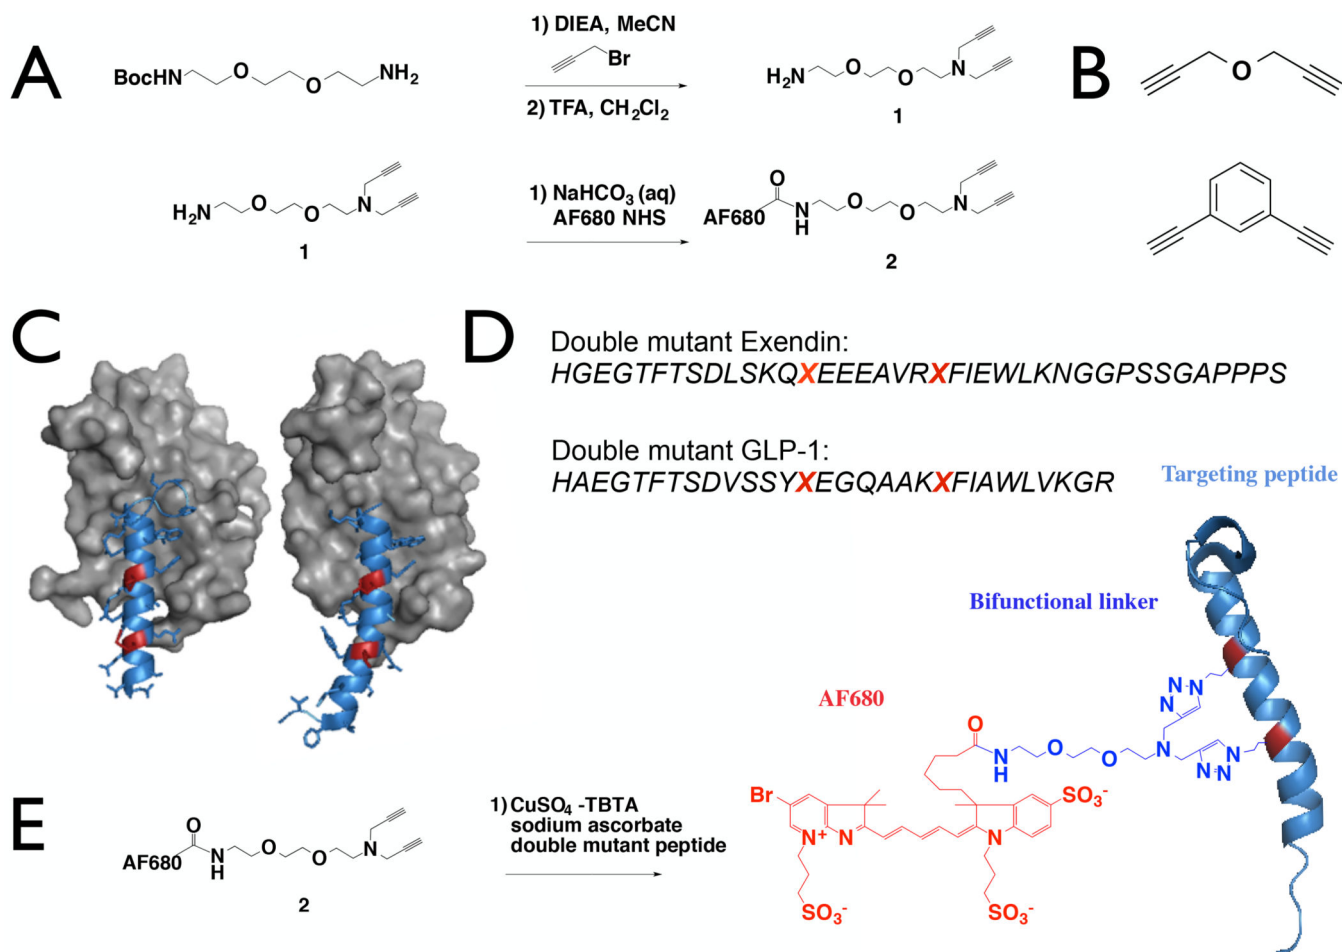 A
BocHN
O
O
NH2
1) DIEA, MeCN
Br
2) TFA, CH2Cl2
H2N
O
O
N
1
B
O
H2N
O
O
N
1
1) NaHCO3 (aq)
AF680 NHS
O
AF680
N
H
O
O
N
2
C
D
Double mutant Exendin:
HGEGTFTSDLSKQXEEEAVRXFIEWLKNGGPSSGAPPPS
Double mutant GLP-1:
HAEGTFTSDVSSYXEGQAAKXFIAWLVKGR
Targeting peptide
Bifunctional linker
AF680
N
N
N
O
N
H
O
O
N
N
N
N
Br
N+
N
N
SO3-
SO3-
SO3-
E
O
AF680
N
H
O
O
N
2
1) CuSO4 -TBTA
sodium ascorbate
double mutant peptide